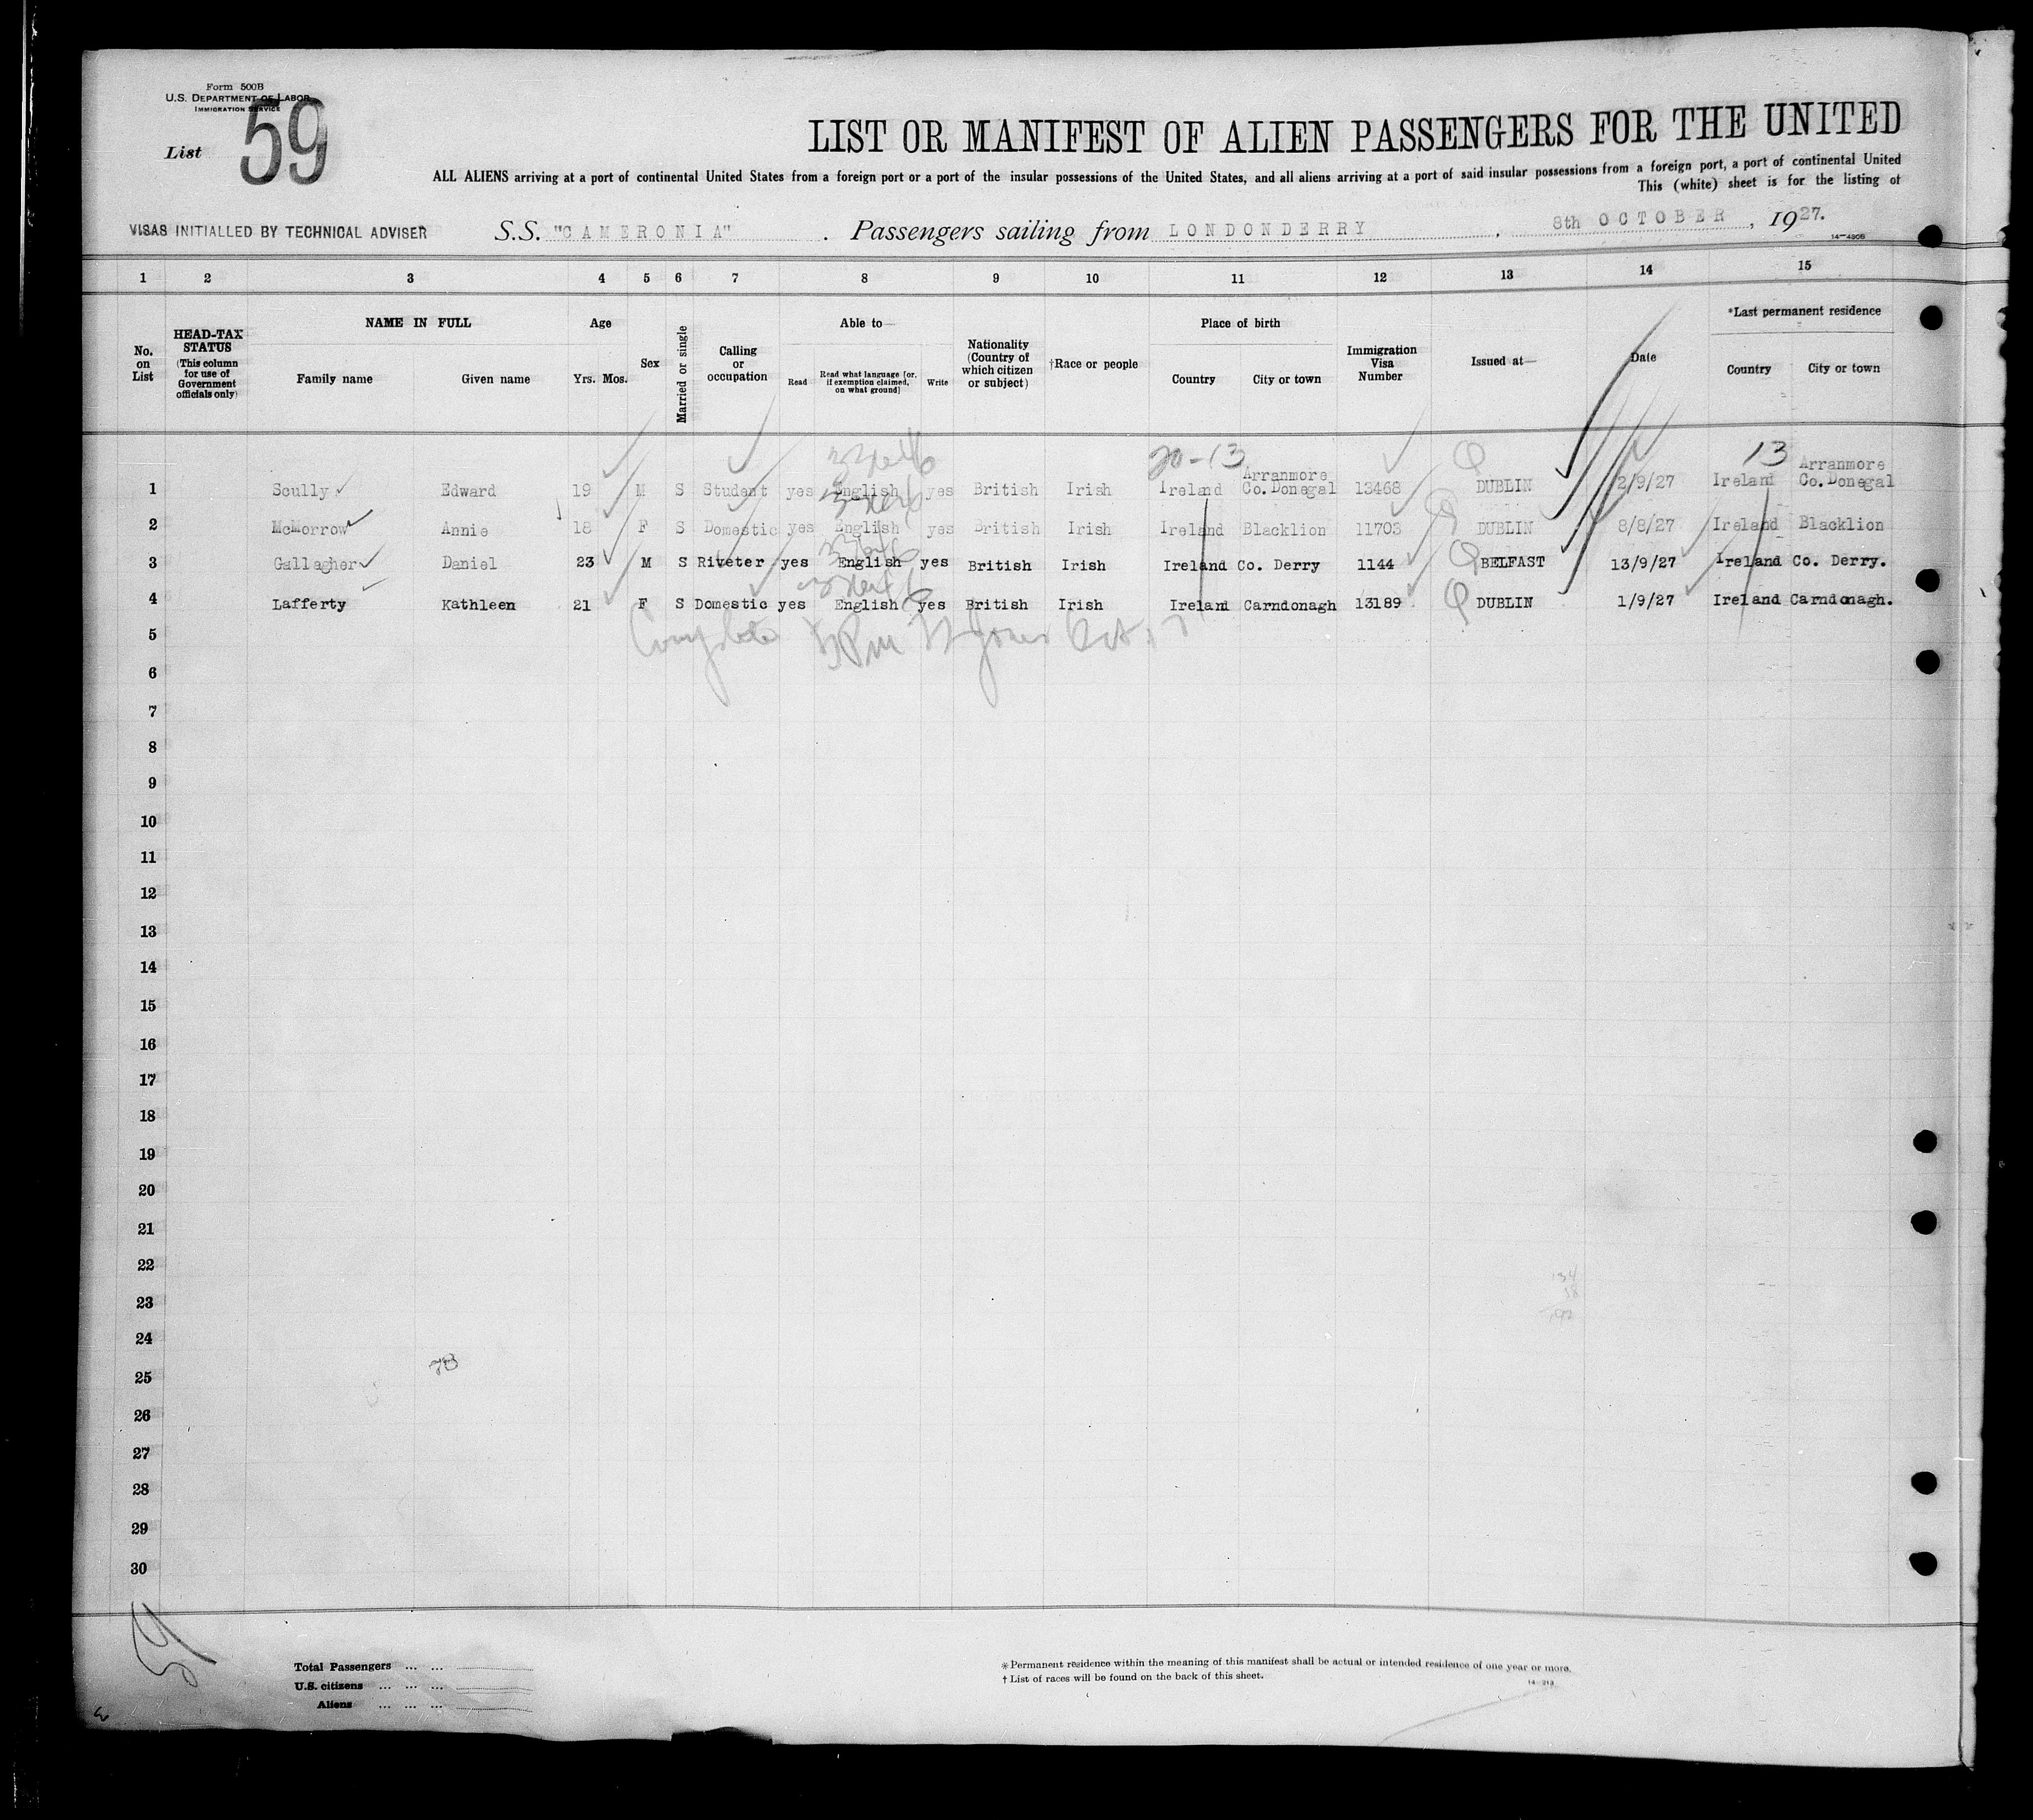 Form 500B
U.S. DEPARTMENT OF LABOR
IMMIGRATION SERVICE
List 59
LIST OR MANIFEST OF ALIEN PASSENGERS FOR THE UNITED
ALL ALIENS arriving at a port of continental United States from a foreign port or a port of the insular possessions of the United States, and all aliens arriving at a port of said insular possessions from a foreign port, a port of continental United
This (white) sheet is for the listing of
VISAS INITIALLED BY TECHNICAL ADVISER
S.S. "CAMERONIA". Passengers sailing from LONDONDERRY, 8th OCTOBER, 1927.
14-4306
1 2 3 4 5 6 7 8 9 10 11 12 13 14 15
No. on List
HEAD-TAX STATUS (This column for use of Government officials only)
NAME IN FULL
Family name Given name
Age
Yrs. Mos.
Sex
Married or single
Calling or occupation
Able to—
Read
Read what language [or, if exemption claimed, on what ground]
Write
Nationality (Country of which citizen or subject)
†Race or people
Place of birth
Country City or town
Immigration Visa Number
Issued at—
Date
*Last permanent residence
Country City or town
20-13 13
1 Scully Edward 19 M S Student yes English yes British Irish Ireland Arranmore Co. Donegal 13468 DUBLIN 2/9/27 Ireland Arranmore Co. Donegal
2 McMorrow Annie 18 F S Domestic yes English yes British Irish Ireland Blacklion 11703 DUBLIN 8/8/27 Ireland Blacklion
3 Gallagher Daniel 23 M S Riveter yes English yes British Irish Ireland Co. Derry 1144 BELFAST 13/9/27 Ireland Co. Derry.
4 Lafferty Kathleen 21 F S Domestic yes English yes British Irish Ireland Carndonagh 13189 DUBLIN 1/9/27 Ireland Carndonagh.
Complete
5
6
7
8
9
10
11
12
13
14
15
16
17
18
19
20
21
22
23
24
25
26
27
28
29
30
59
Total Passengers ... ...
U.S. citizens ... ... ...
Aliens ... ... ...
*Permanent residence within the meaning of this manifest shall be actual or intended residence of one year or more.
†List of races will be found on the back of this sheet.
14-213